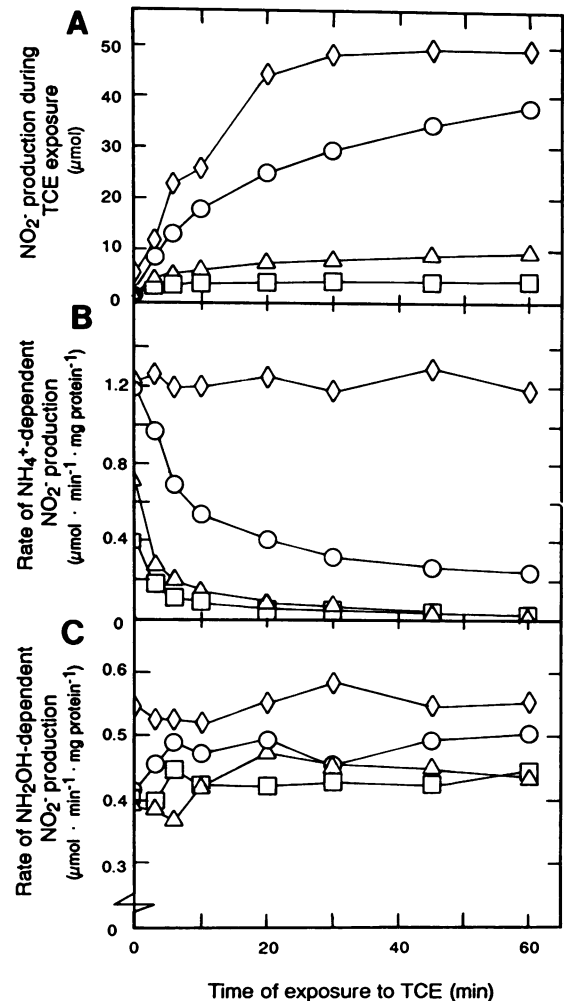 A
NO₂⁻ production during
TCE exposure
(μmol)
50
40
30
20
10
0
B
Rate of NH₄⁺-dependent
NO₂⁻ production
(μmol · min⁻¹ · mg protein⁻¹)
1.2
0.8
0.4
0
C
Rate of NH₂OH-dependent
NO₂⁻ production
(μmol · min⁻¹ · mg protein⁻¹)
0.6
0.5
0.4
0.3
0
0 20 40 60
Time of exposure to TCE (min)